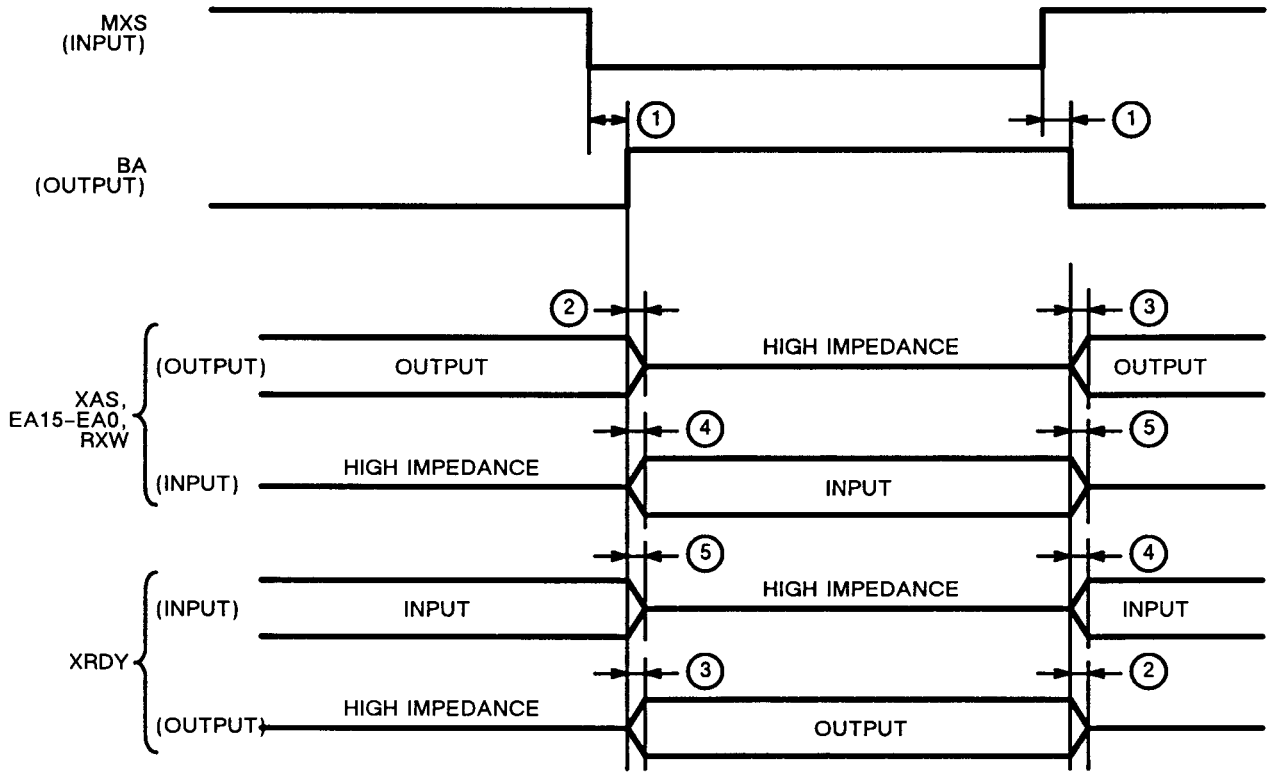 MXS
(INPUT)
1
1
BA
(OUTPUT)
2
3
HIGH IMPEDANCE
(OUTPUT)
OUTPUT
OUTPUT
XAS,
EA15-EA0,
RXW
4
5
HIGH IMPEDANCE
(INPUT)
INPUT
5
4
HIGH IMPEDANCE
(INPUT)
INPUT
INPUT
XRDY
3
2
HIGH IMPEDANCE
(OUTPUT)
OUTPUT